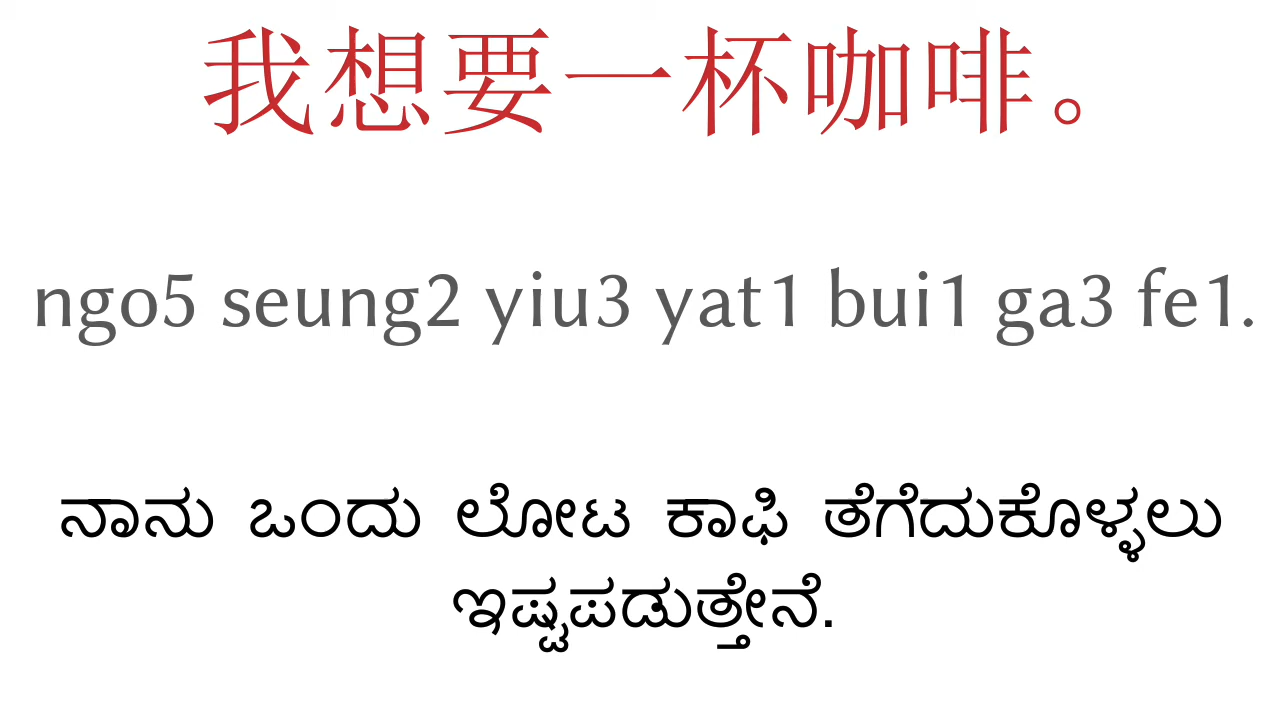 我想要一杯咖啡。
ngo5 seung2 yiu3 yat1 bui1 ga3 fe1.
ನಾನು ಒಂದು ಲೋಟ ಕಾಫಿ ತೆಗೆದುಕೊಳ್ಳಲು
ಇಷ್ಟಪಡುತ್ತೇನೆ.